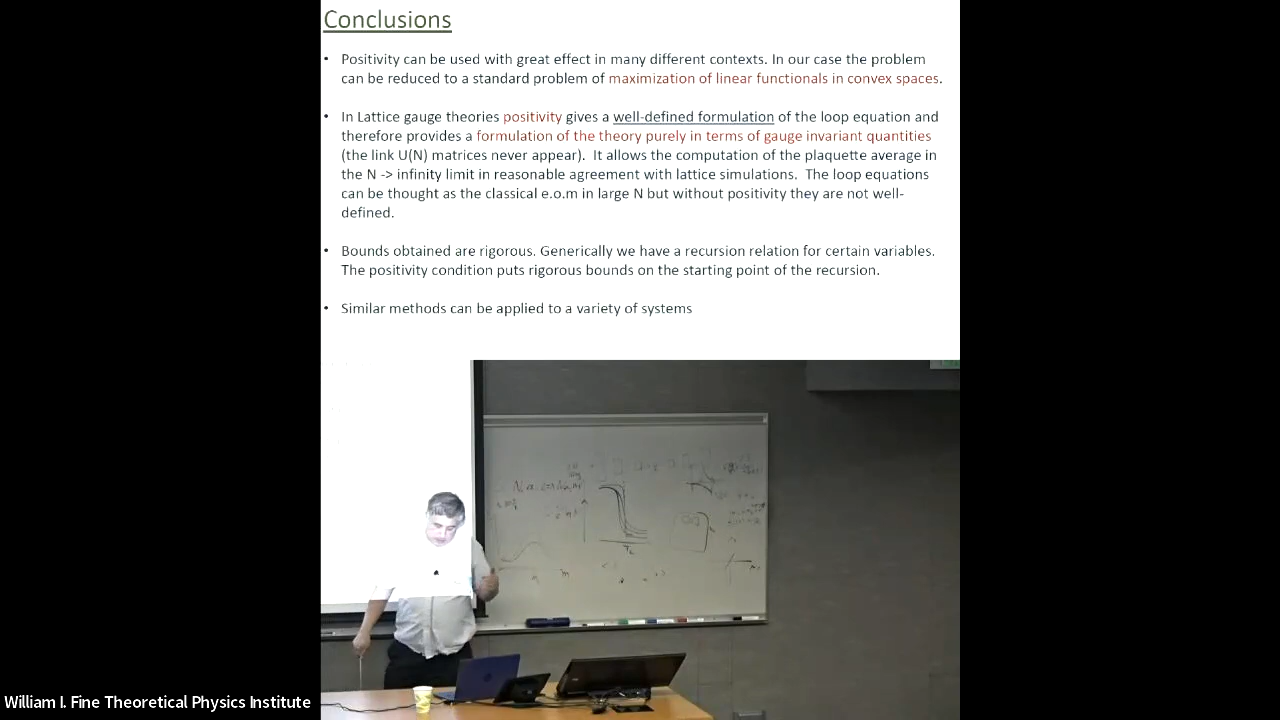 Conclusions
• Positivity can be used with great effect in many different contexts. In our case the problem
can be reduced to a standard problem of maximization of linear functionals in convex spaces.
• In Lattice gauge theories positivity gives a well-defined formulation of the loop equation and
therefore provides a formulation of the theory purely in terms of gauge invariant quantities
(the link U(N) matrices never appear). It allows the computation of the plaquette average in
the N -> infinity limit in reasonable agreement with lattice simulations. The loop equations
can be thought as the classical e.o.m in large N but without positivity they are not well-
defined.
• Bounds obtained are rigorous. Generically we have a recursion relation for certain variables.
The positivity condition puts rigorous bounds on the starting point of the recursion.
• Similar methods can be applied to a variety of systems
William I. Fine Theoretical Physics Institute